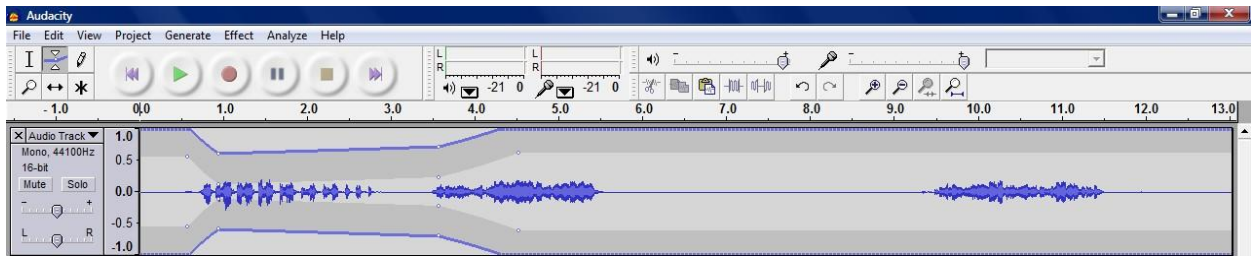 Audacity
File Edit View Project Generate Effect Analyze Help
L R L R
-21 0 -21 0
- 1.0 0.0 1.0 2.0 3.0 4.0 5.0 6.0 7.0 8.0 9.0 10.0 11.0 12.0 13.0
X Audio Track 1.0
Mono, 44100Hz
16-bit 0.5
Mute Solo 0.0
- +
-0.5
L R
-1.0